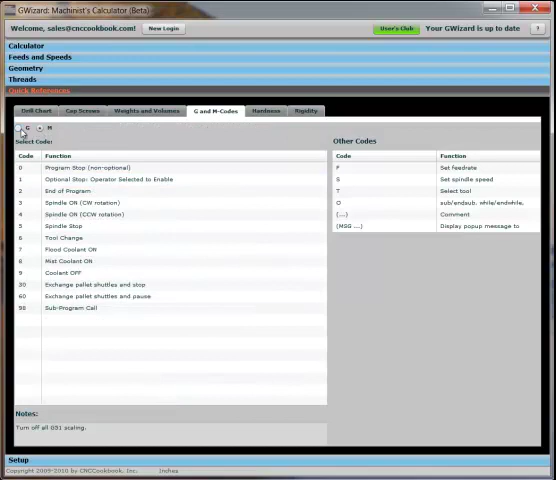 GWizard: Machinist's Calculator (Beta)
Welcome, sales@cnccookbook.com! New Login User's Club Your GWizard is up to date ?
Calculator
Feeds and Speeds
Geometry
Threads
Quick References
Drill Chart Cap Screws Weights and Volumes G and M-Codes Hardness Rigidity
G M
Select Code: Other Codes
Code Function Code Function
0 Program Stop (non-optional) F Set feedrate
1 Optional Stop: Operator Selected to Enable S Set spindle speed
2 End of Program T Select tool
3 Spindle ON (CW rotation) O sub/endsub, while/endwhile,
4 Spindle ON (CCW rotation) (...) Comment
5 Spindle Stop (MSG ...) Display popup message to
6 Tool Change
7 Flood Coolant ON
8 Mist Coolant ON
9 Coolant OFF
30 Exchange pallet shuttles and stop
60 Exchange pallet shuttles and pause
98 Sub-Program Call
Notes:
Turn off all G51 scaling.
Setup
Copyright 2009-2010 by CNCCookbook, Inc. Inches